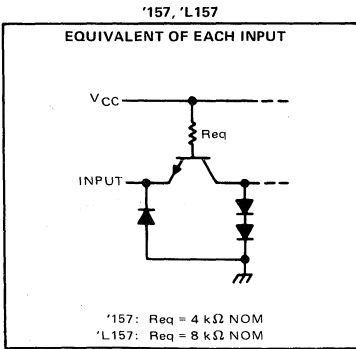 '157, 'L157
EQUIVALENT OF EACH INPUT
VCC
Req
INPUT
'157: Req = 4 kΩ NOM
'L157: Req = 8 kΩ NOM